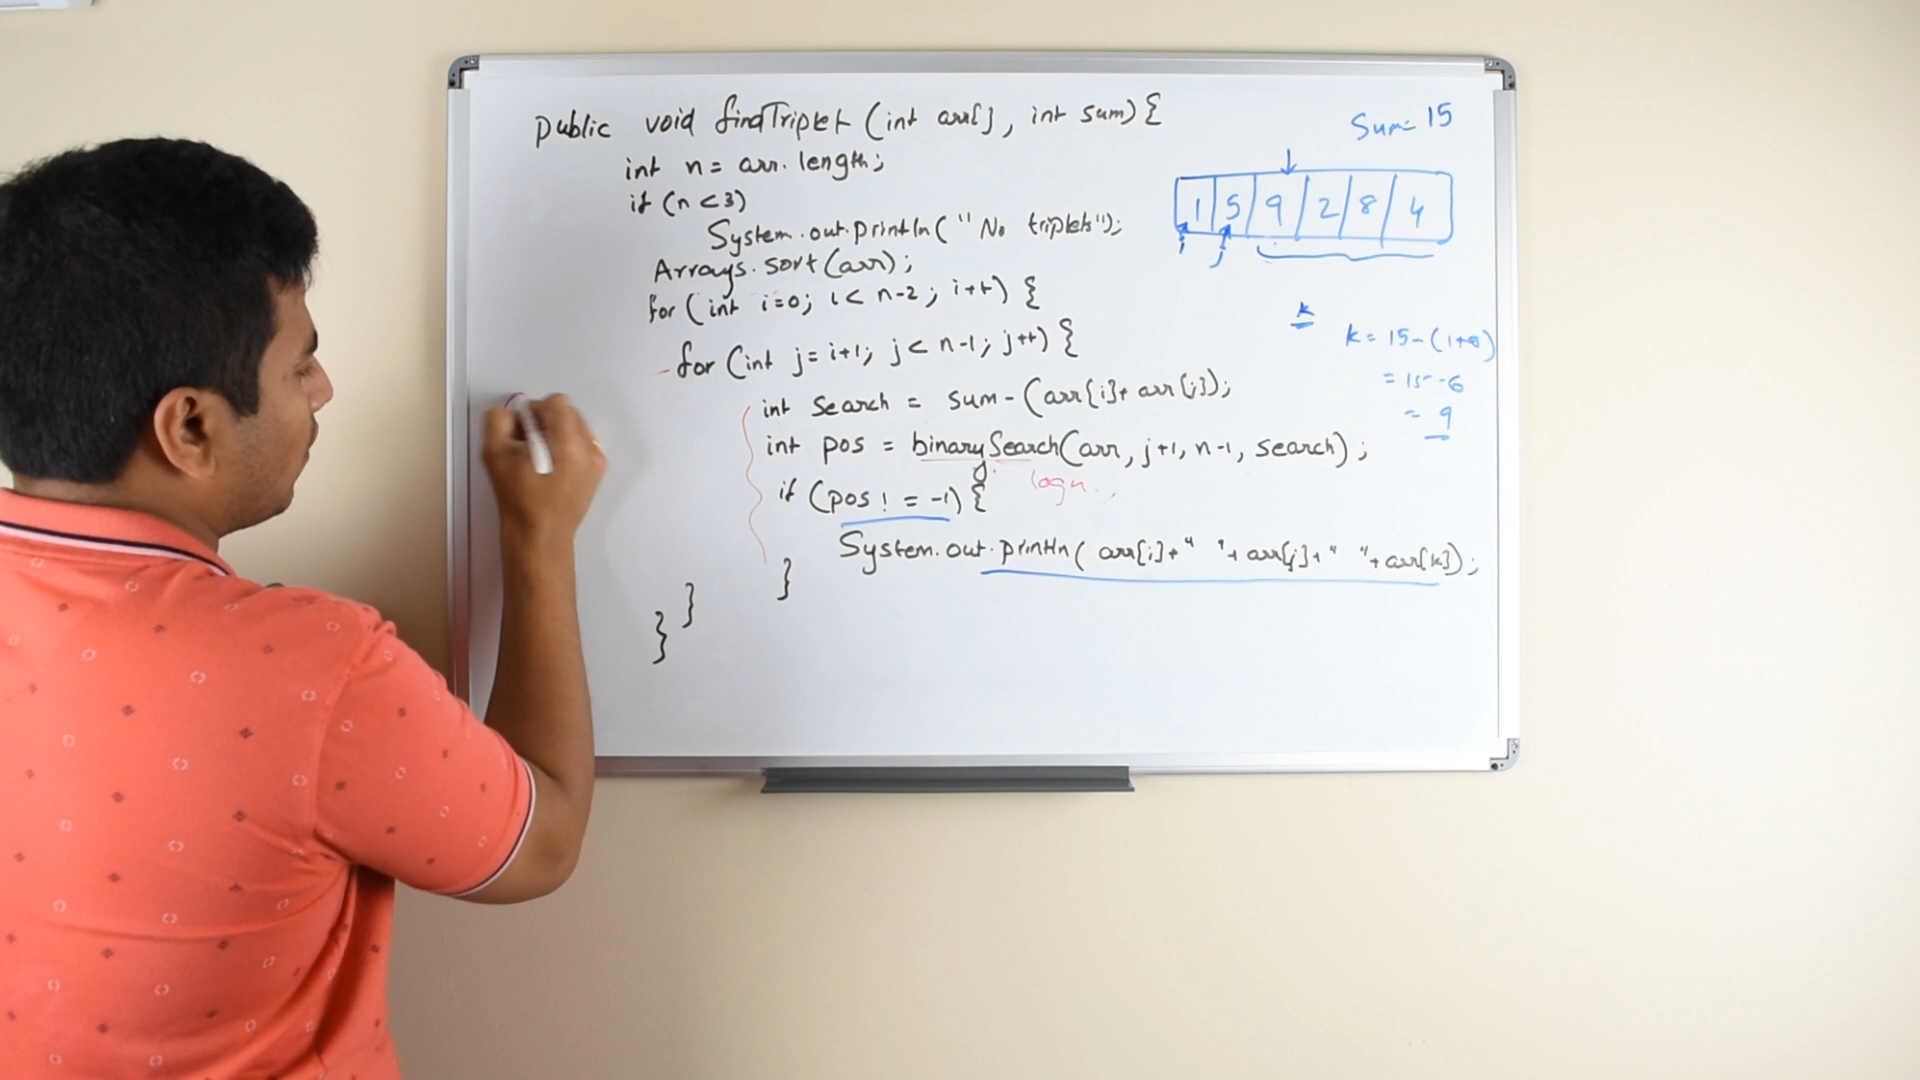 public void findTriplet (int arr[], int sum) {
int n = arr.length;
if (n < 3)
System.out.println("No triplets");
Arrays.sort(arr);
for (int i=0; i < n-2; i++) {
for (int j = i+1; j < n-1; j++) {
int search = sum - (arr[i]+ arr[j]);
int pos = binarySearch(arr, j+1, n-1, search);
logn
if (pos != -1) {
System.out.println( arr[i]+" "+ arr[j]+" "+ arr[k]);
}
}
}
Sum= 15
1 5 9 2 8 4
i j
k
k = 15-(1+5)
= 15-6
= 9